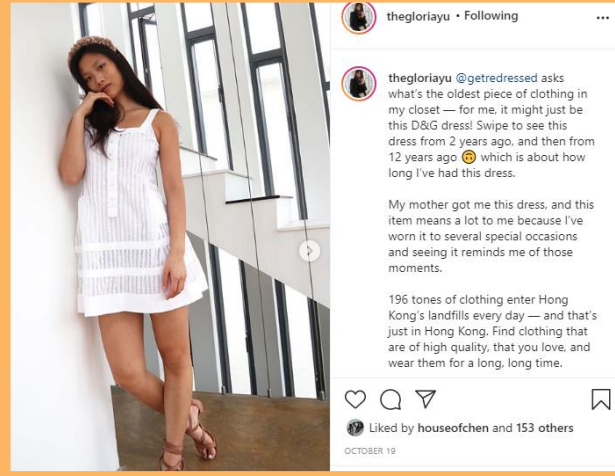 thegloriayu • Following
...
thegloriayu @getredressed asks
what's the oldest piece of clothing in
my closet — for me, it might just be
this D&G dress! Swipe to see this
dress from 2 years ago, and then from
12 years ago 🙃 which is about how
long I've had this dress.
My mother got me this dress, and this
item means a lot to me because I've
worn it to several special occasions
and seeing it reminds me of those
moments.
196 tones of clothing enter Hong
Kong's landfills every day — and that's
just in Hong Kong. Find clothing that
are of high quality, that you love, and
wear them for a long, long time.
Liked by houseofchen and 153 others
OCTOBER 19